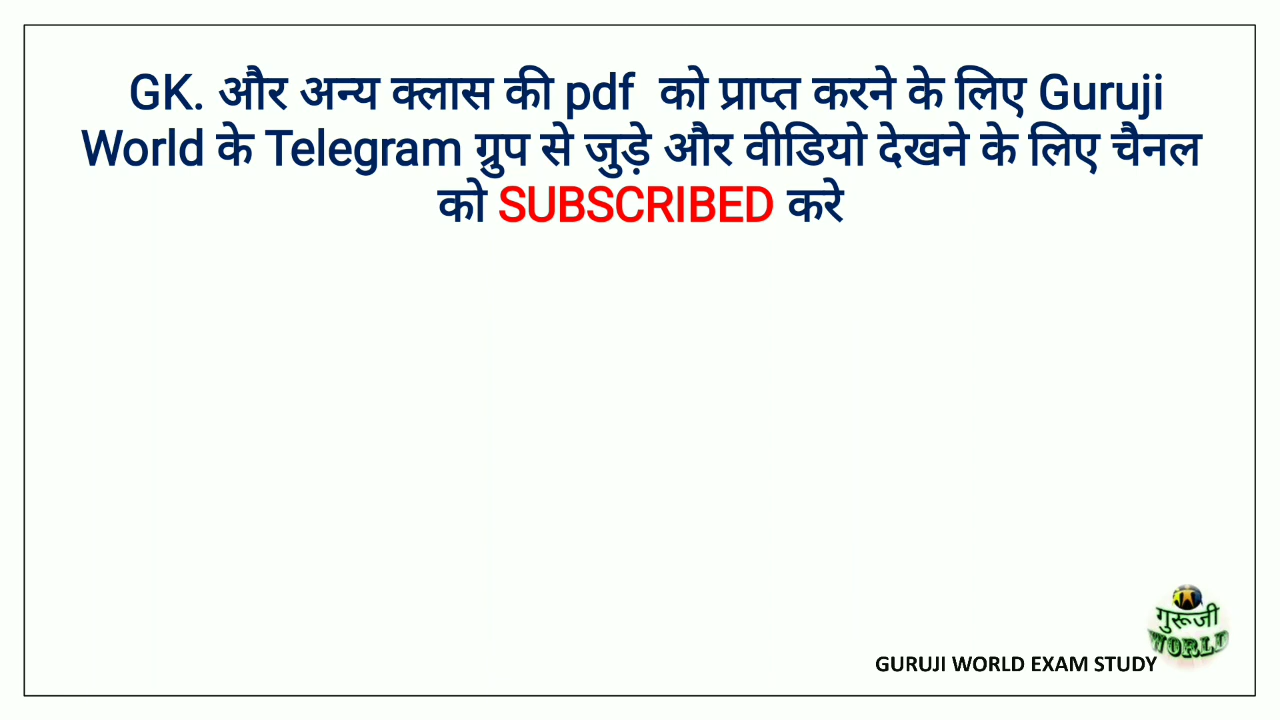 GK. और अन्य क्लास की pdf को प्राप्त करने के लिए Guruji
World के Telegram ग्रुप से जुड़े और वीडियो देखने के लिए चैनल
को SUBSCRIBED करे
गुरूजी
WORLD
GURUJI WORLD EXAM STUDY